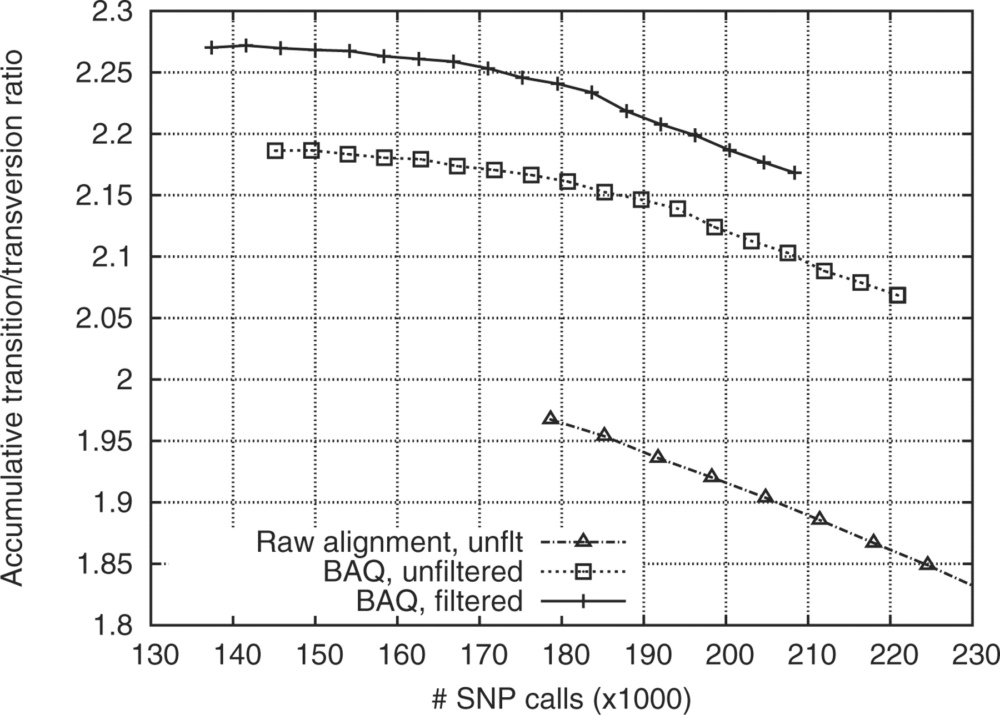 Accumulative transition/transversion ratio
2.3
2.25
2.2
2.15
2.1
2.05
2
1.95
1.9
1.85
1.8
Raw alignment, unflt
BAQ, unfiltered
BAQ, filtered
130 140 150 160 170 180 190 200 210 220 230
# SNP calls (x1000)